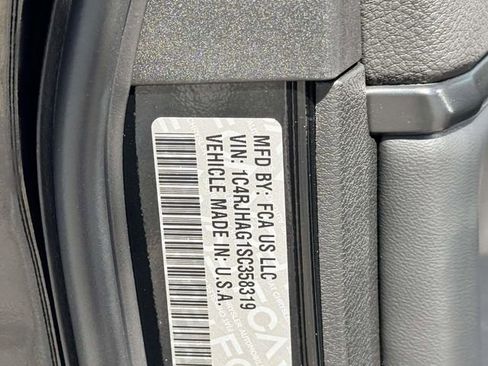 MFD BY: FCA US LLC
VIN: 1C4RJHAG1SC358319
VEHICLE MADE IN: U.S.A.